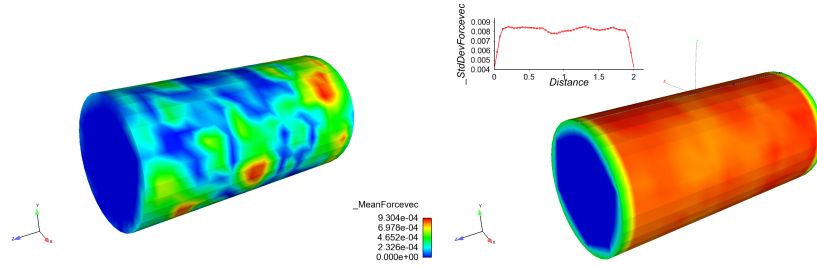 _MeanForcevec
9.304e-04
6.978e-04
4.652e-04
2.326e-04
0.000e+00
_StdDevForcevec
0.009
0.008
0.007
0.006
0.005
0.004
0 0.5 1 1.5 2
Distance
Y
Z
X
Y
Z
X